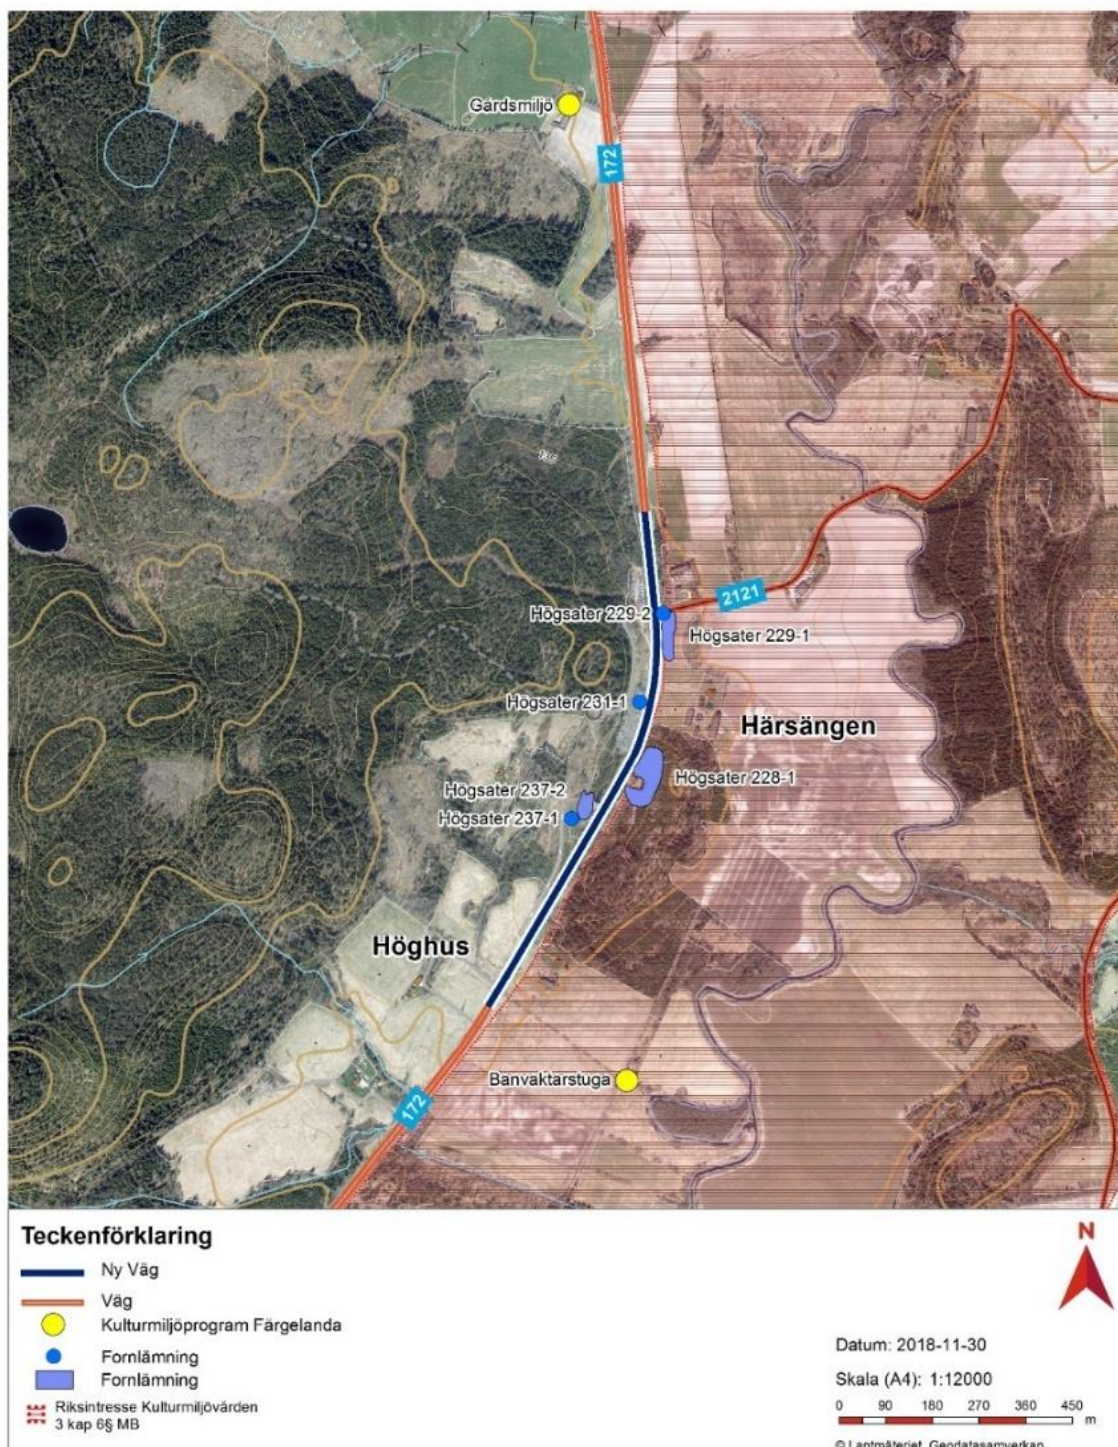 Gårdsmiljö
172
2121
Högsäter 229-2
Högsäter 229-1
Högsäter 231-1
Härsängen
Högsäter 228-1
Högsäter 237-2
Högsäter 237-1
Höghus
Banvaktarstuga
172
Teckenförklaring
Ny Väg
Väg
Kulturmiljöprogram Färgelanda
Fornlämning
Fornlämning
Riksintresse Kulturmiljövården
3 kap 6§ MB
N
Datum: 2018-11-30
Skala (A4): 1:12000
0 90 180 270 360 450
m
© Lantmäteriet, Geodatasamverkan